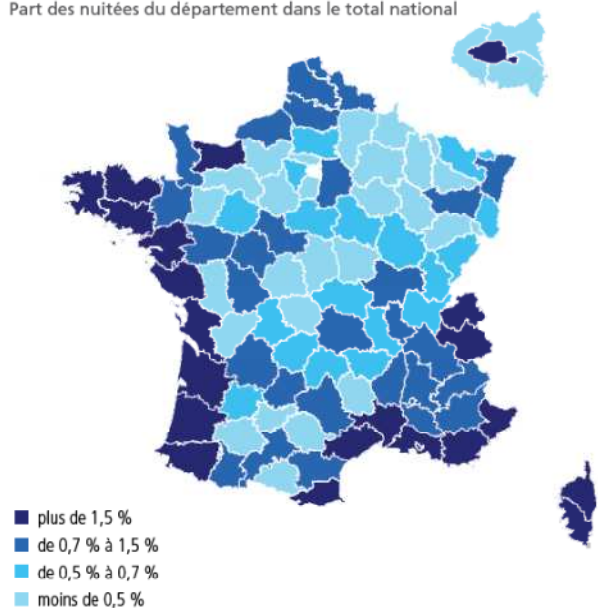 Part des nuitées du département dans le total national
plus de 1,5 %
de 0,7 % à 1,5 %
de 0,5 % à 0,7 %
moins de 0,5 %